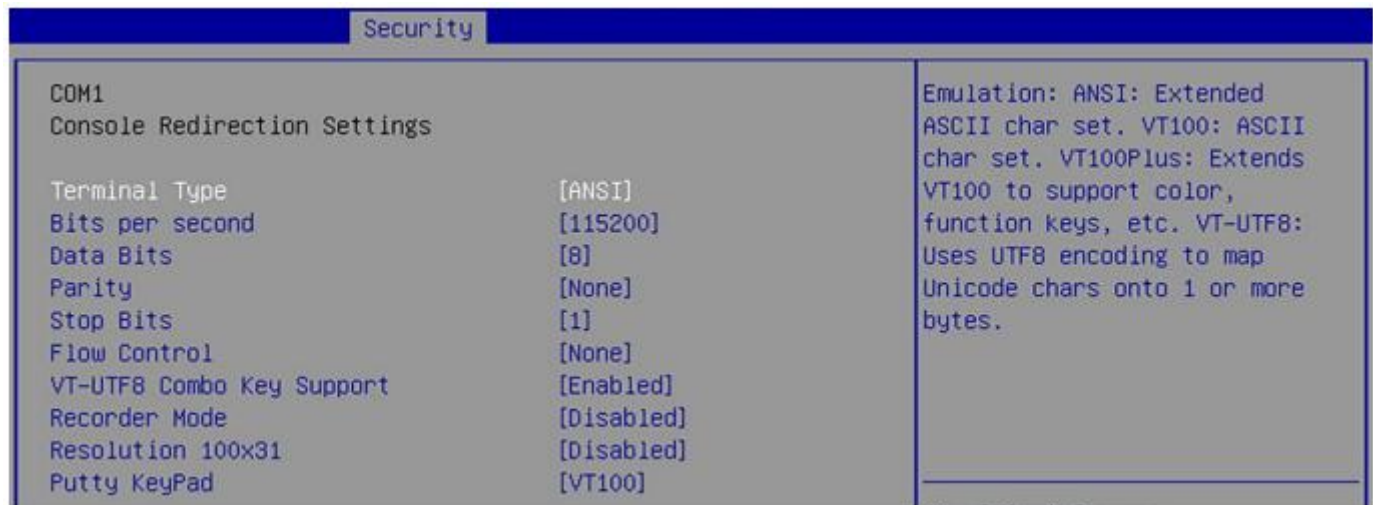 Security
COM1
Console Redirection Settings
Terminal Type [ANSI]
Bits per second [115200]
Data Bits [8]
Parity [None]
Stop Bits [1]
Flow Control [None]
VT-UTF8 Combo Key Support [Enabled]
Recorder Mode [Disabled]
Resolution 100x31 [Disabled]
Putty KeyPad [VT100]
Emulation: ANSI: Extended
ASCII char set. VT100: ASCII
char set. VT100Plus: Extends
VT100 to support color,
function keys, etc. VT-UTF8:
Uses UTF8 encoding to map
Unicode chars onto 1 or more
bytes.